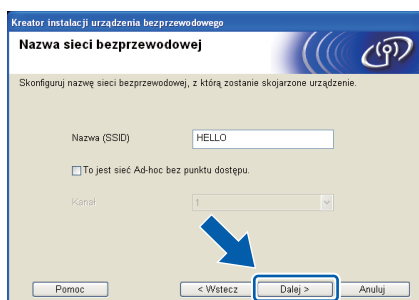 Kreator instalacji urządzenia bezprzewodowego
Nazwa sieci bezprzewodowej
Skonfiguruj nazwę sieci bezprzewodowej, z którą zostanie skojarzone urządzenie.
Nazwa (SSID) HELLO
To jest sieć Ad-hoc bez punktu dostępu.
Kanał 1
Pomoc < Wstecz Dalej > Anuluj